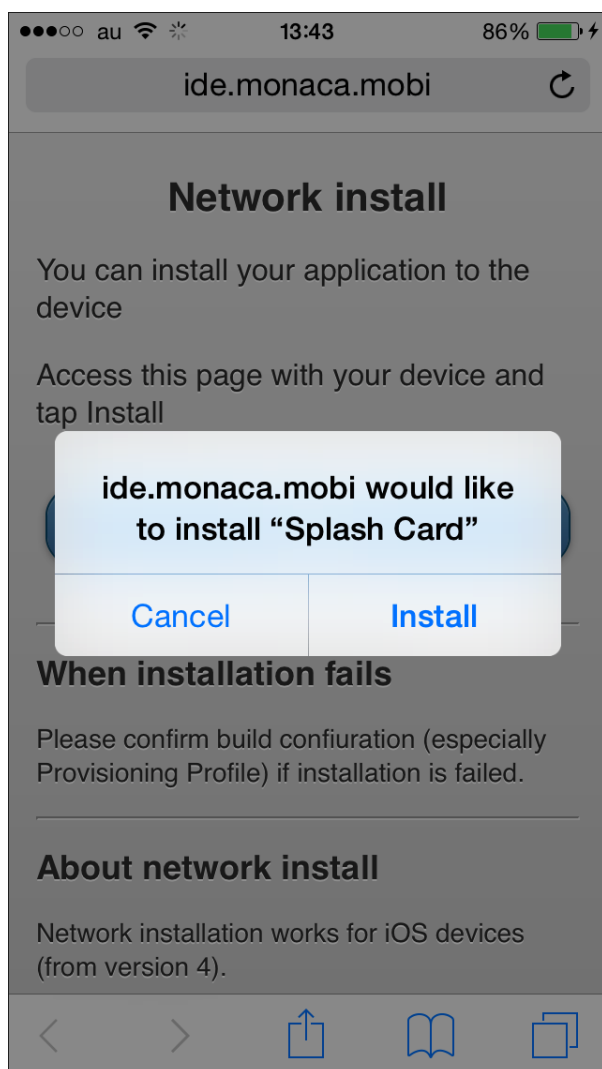 au 13:43 86%
ide.monaca.mobi
Network install
You can install your application to the
device
Access this page with your device and
tap Install
ide.monaca.mobi would like
to install “Splash Card”
Cancel Install
When installation fails
Please confirm build confiuration (especially
Provisioning Profile) if installation is failed.
About network install
Network installation works for iOS devices
(from version 4).